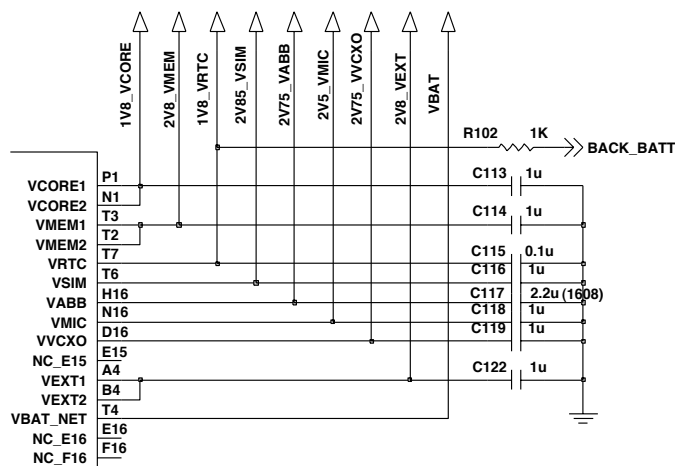 1V8_VCORE
2V8_VMEM
1V8_VRTC
2V85_VSIM
2V75_VABB
2V5_VMIC
2V75_VVCXO
2V8_VEXT
VBAT
R102 1K
BACK_BATT
VCORE1 P1 C113 1u
VCORE2 N1
VMEM1 T3 C114 1u
VMEM2 T2
VRTC T7 C115 0.1u
VSIM T6 C116 1u
VABB H16 C117 2.2u (1608)
VMIC N16 C118 1u
VVCXO D16 C119 1u
NC_E15 E15
VEXT1 A4 C122 1u
VEXT2 B4
VBAT_NET T4
NC_E16 E16
NC_F16 F16